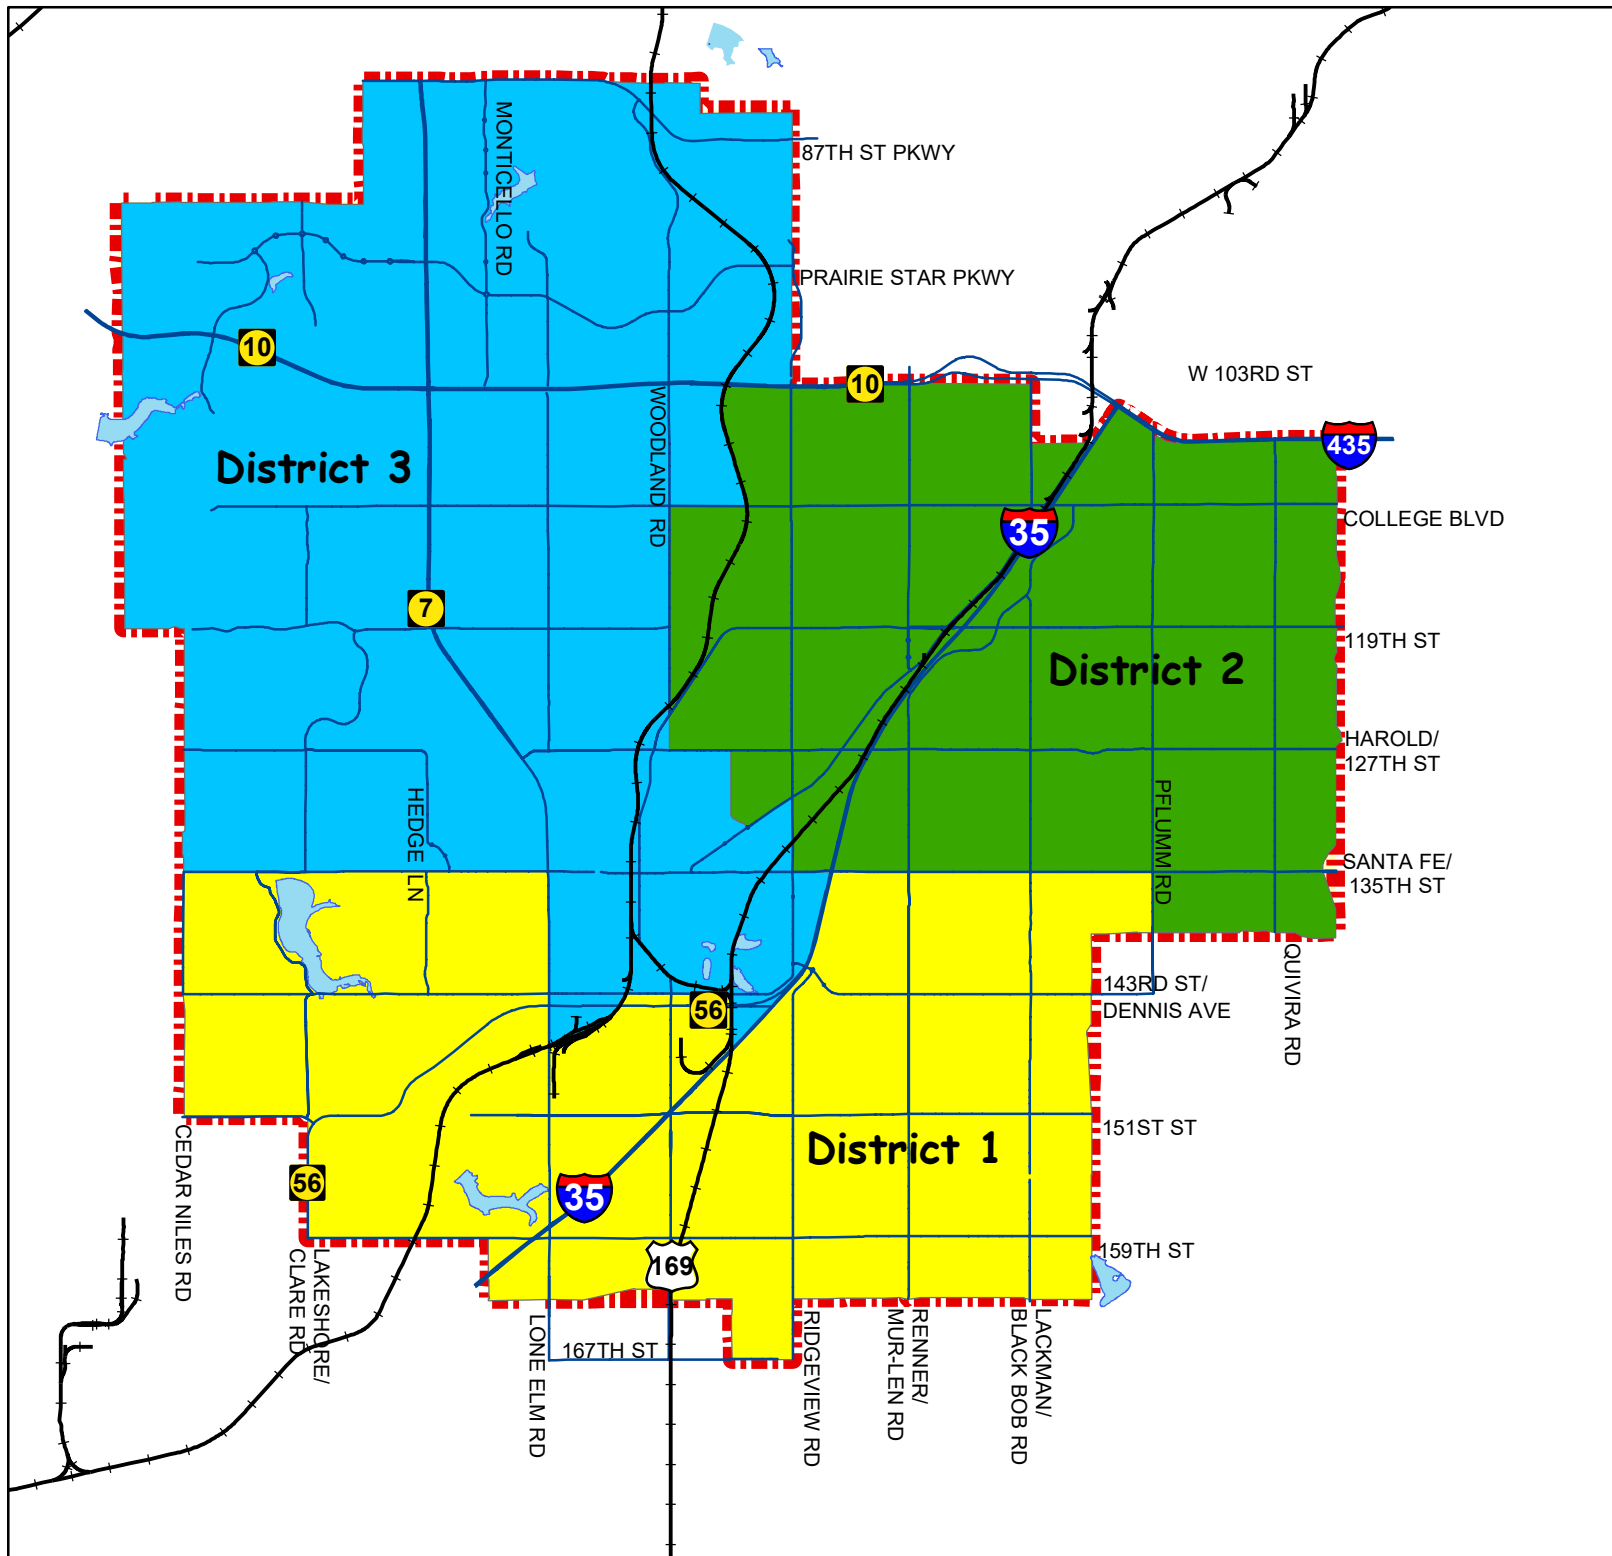 MONTICELLO RD
87TH ST PKWY
PRAIRIE STAR PKWY
10
W 103RD ST
10
WOODLAND RD
435
District 3
COLLEGE BLVD
35
7
119TH ST
District 2
HAROLD/
127TH ST
HEDGE LN
PFLUMM RD
SANTA FE/
135TH ST
QUIVIRA RD
143RD ST/
DENNIS AVE
56
151ST ST
District 1
CEDAR NILES RD
56
35
LAKESHORE/
CLARE RD
159TH ST
169
LONE ELM RD
167TH ST
RIDGEVIEW RD
RENNER/
MUR-LEN RD
LACKMAN/
BLACK BOB RD